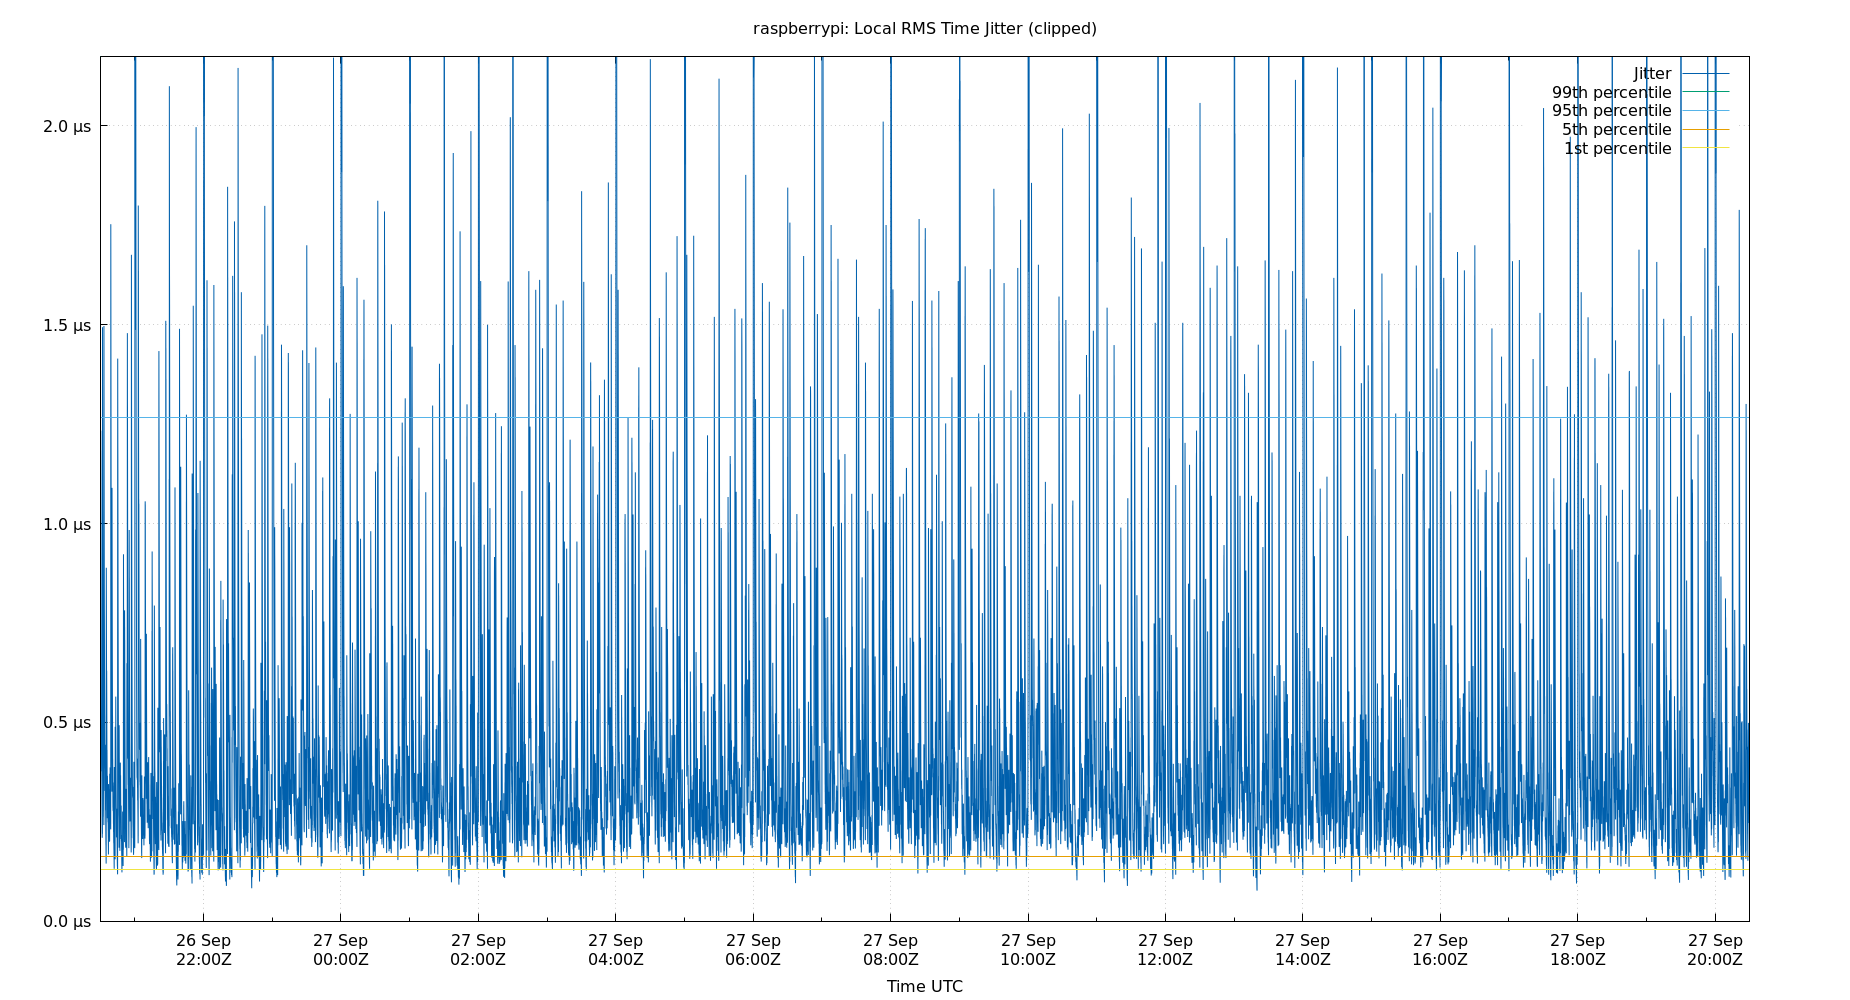 raspberrypi: Local RMS Time Jitter (clipped)
Jitter
99th percentile
95th percentile
5th percentile
1st percentile
2.0 µs
1.5 µs
1.0 µs
0.5 µs
0.0 µs
26 Sep 27 Sep 27 Sep 27 Sep 27 Sep 27 Sep 27 Sep 27 Sep 27 Sep 27 Sep 27 Sep 27 Sep
22:00Z 00:00Z 02:00Z 04:00Z 06:00Z 08:00Z 10:00Z 12:00Z 14:00Z 16:00Z 18:00Z 20:00Z
Time UTC